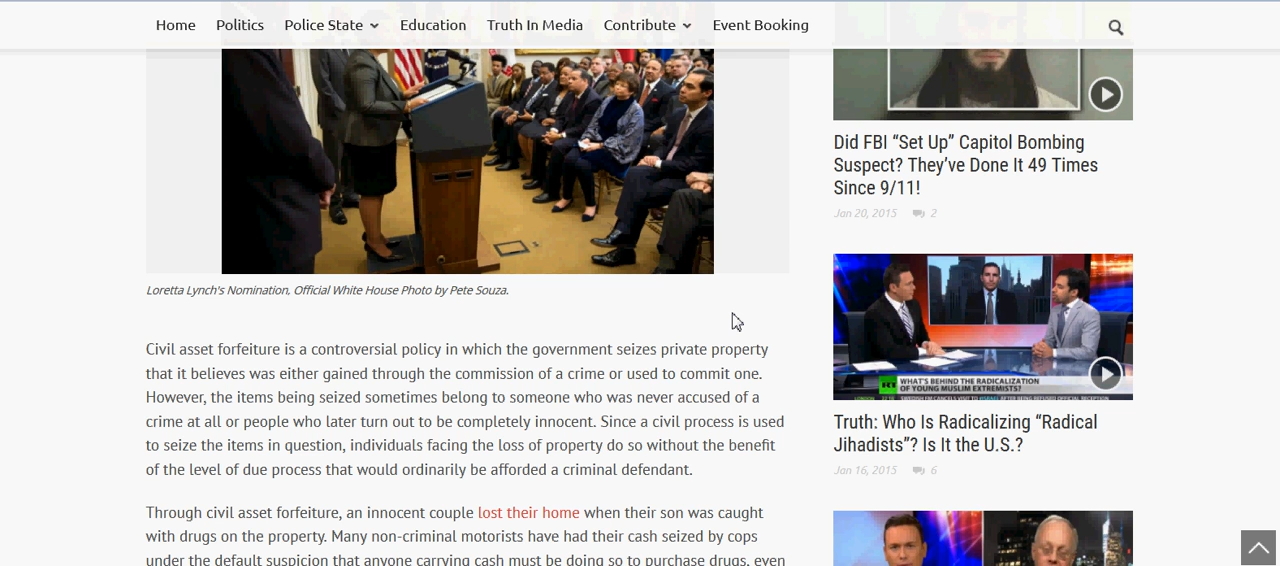 Home Politics Police State Education Truth In Media Contribute Event Booking
Loretta Lynch's Nomination, Official White House Photo by Pete Souza.
Civil asset forfeiture is a controversial policy in which the government seizes private property
that it believes was either gained through the commission of a crime or used to commit one.
However, the items being seized sometimes belong to someone who was never accused of a
crime at all or people who later turn out to be completely innocent. Since a civil process is used
to seize the items in question, individuals facing the loss of property do so without the benefit
of the level of due process that would ordinarily be afforded a criminal defendant.
Through civil asset forfeiture, an innocent couple lost their home when their son was caught
with drugs on the property. Many non-criminal motorists have had their cash seized by cops
under the default suspicion that anyone carrying cash must be doing so to purchase drugs, even
Did FBI “Set Up” Capitol Bombing
Suspect? They’ve Done It 49 Times
Since 9/11!
Jan 20, 2015 2
RT
WHAT'S BEHIND THE RADICALIZATION
OF YOUNG MUSLIM EXTREMISTS?
LONDON
Truth: Who Is Radicalizing “Radical
Jihadists”? Is It the U.S.?
Jan 16, 2015 6